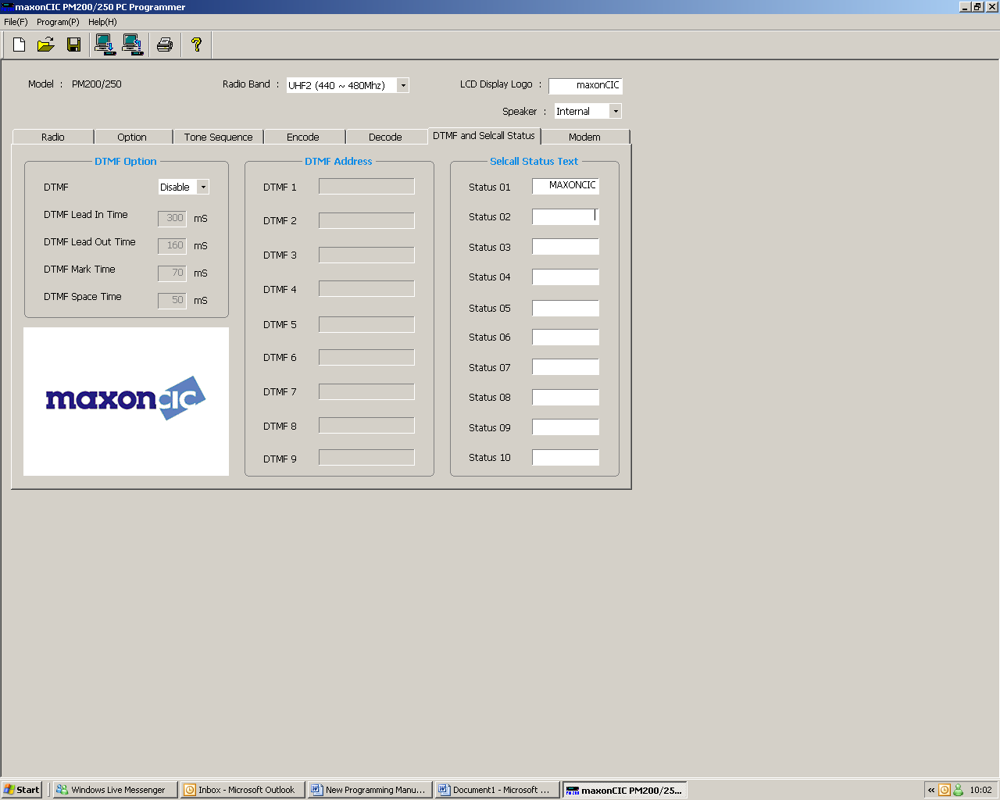 maxonCIC PM200/250 PC Programmer
File(F) Program(P) Help(H)
Model : PM200/250 Radio Band : UHF2 (440 ~ 480Mhz) LCD Display Logo : maxonCIC
Speaker : Internal
Radio Option Tone Sequence Encode Decode DTMF and Selcall Status Modem
DTMF Option
DTMF Disable
DTMF Lead In Time 300 mS
DTMF Lead Out Time 160 mS
DTMF Mark Time 70 mS
DTMF Space Time 50 mS
maxonCIC
DTMF Address
DTMF 1
DTMF 2
DTMF 3
DTMF 4
DTMF 5
DTMF 6
DTMF 7
DTMF 8
DTMF 9
Selcall Status Text
Status 01 MAXONCIC
Status 02
Status 03
Status 04
Status 05
Status 06
Status 07
Status 08
Status 09
Status 10
Start Windows Live Messenger Inbox - Microsoft Outlook New Programming Manu... Document1 - Microsoft ... maxonCIC PM200/25... 10:02